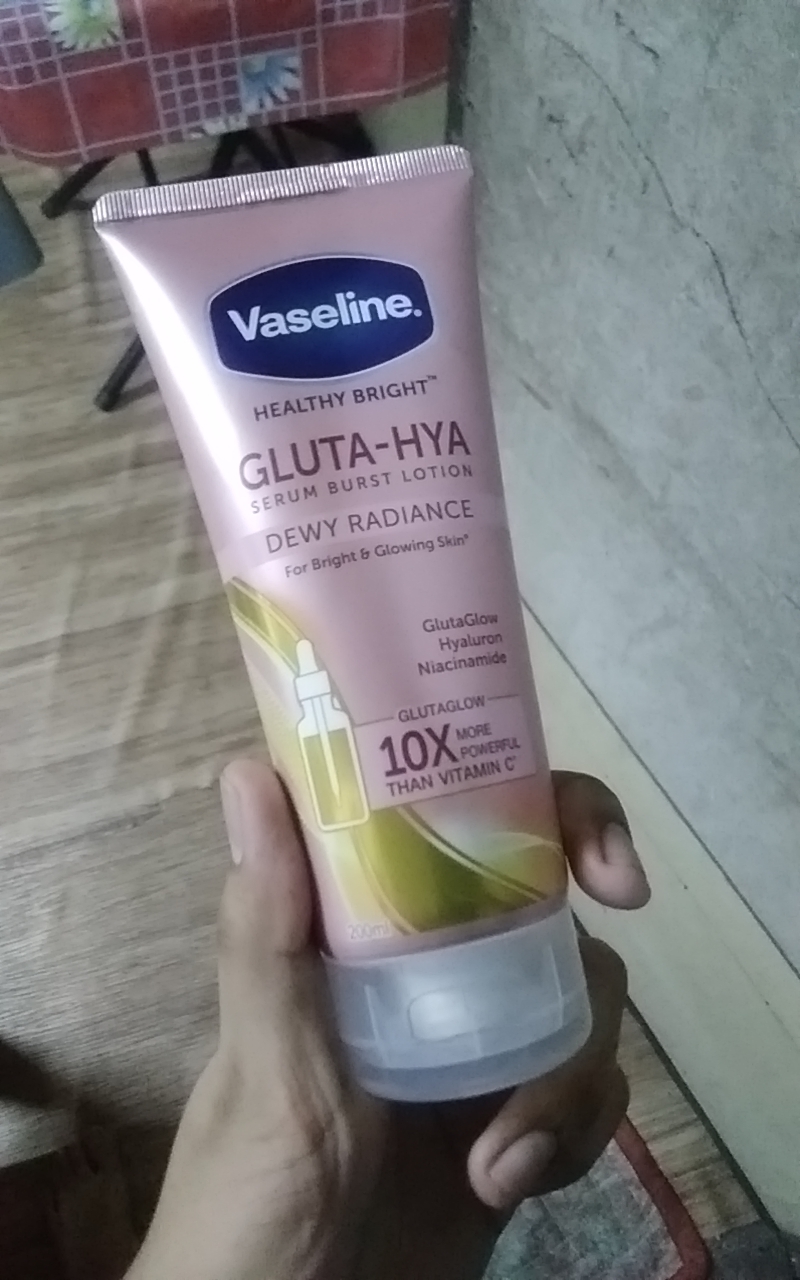 Vaseline.
HEALTHY BRIGHT™
GLUTA-HYA
SERUM BURST LOTION
DEWY RADIANCE
For Bright & Glowing Skin*
GlutaGlow
Hyaluron
Niacinamide
GLUTAGLOW
10X MORE POWERFUL
THAN VITAMIN C*
200ml